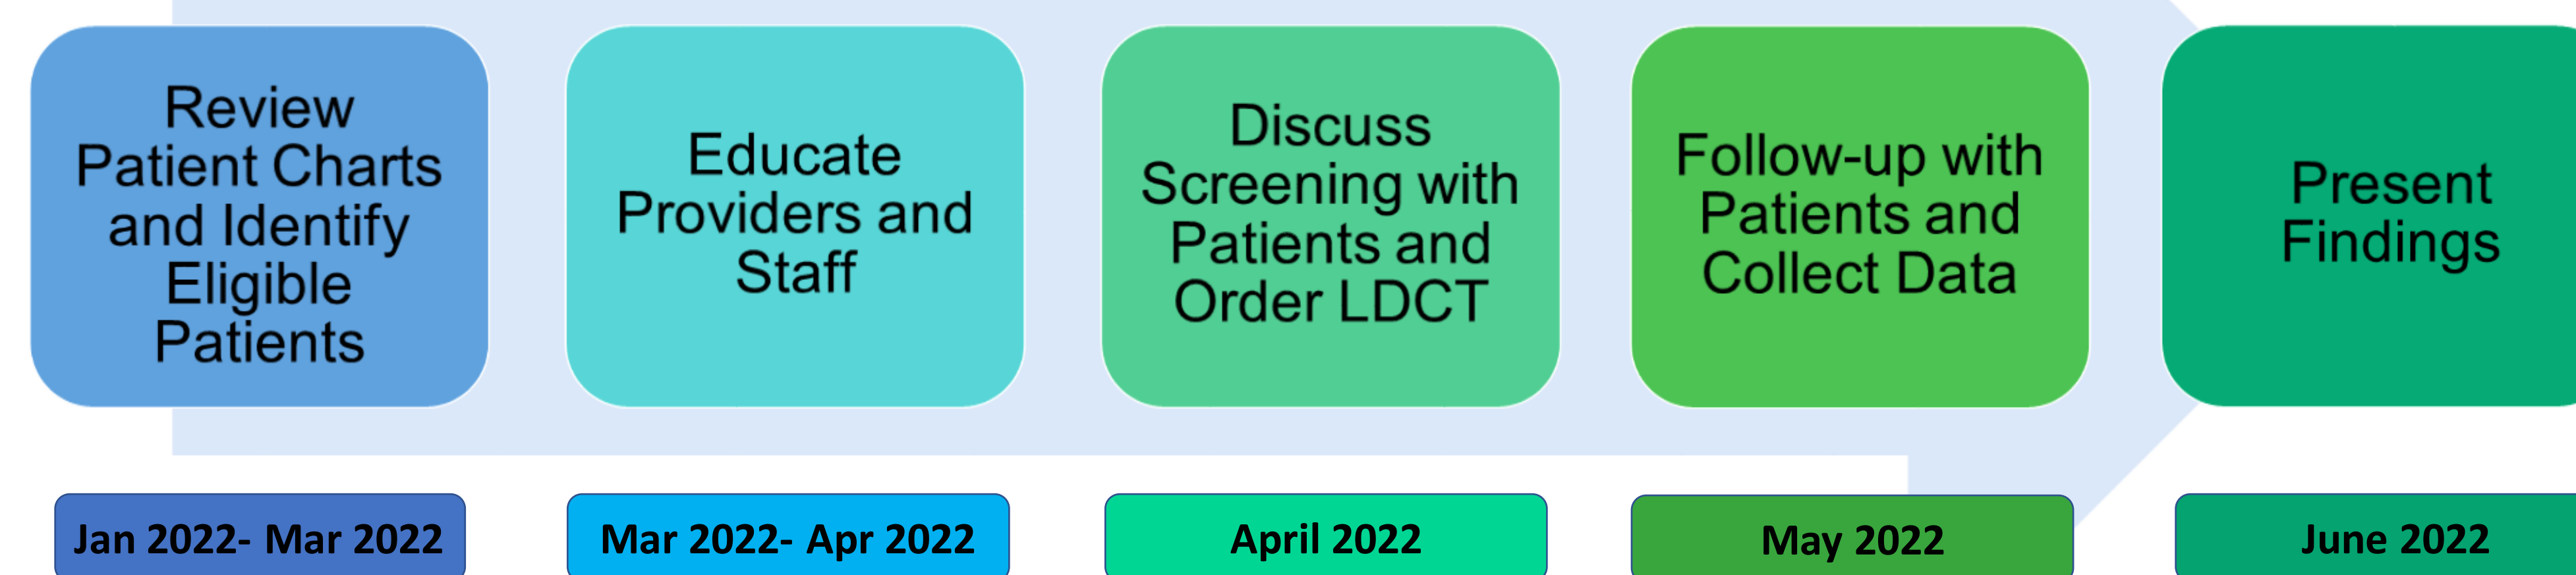 Review
Patient Charts
and Identify
Eligible
Patients
Educate
Providers and
Staff
Discuss
Screening with
Patients and
Order LDCT
Follow-up with
Patients and
Collect Data
Present
Findings
Jan 2022- Mar 2022
Mar 2022- Apr 2022
April 2022
May 2022
June 2022